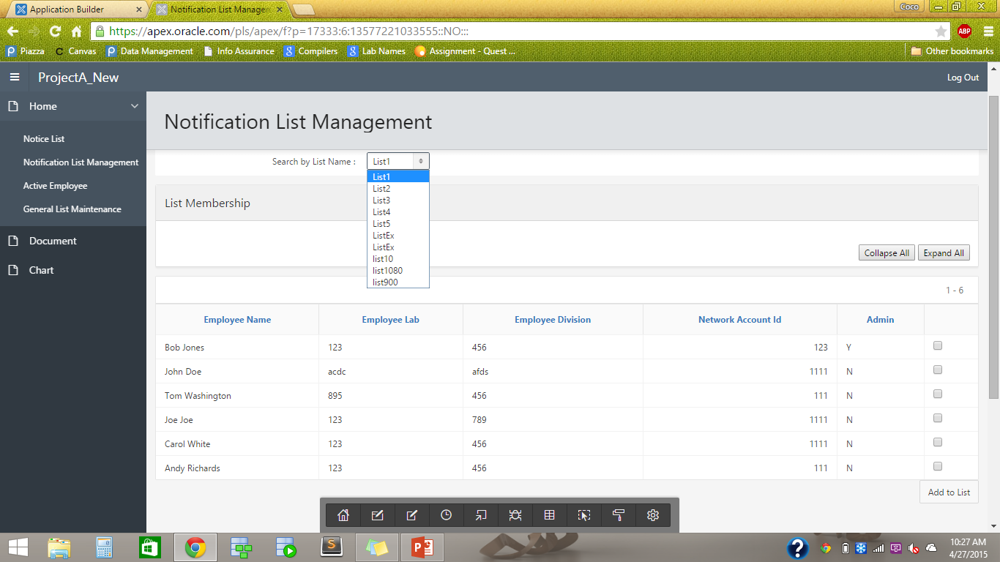 Application Builder
Notification List Managen
Coco
https://apex.oracle.com/pls/apex/f?p=17333:6:13577221033555::NO:::
ABP
Piazza Canvas Data Management Info Assurance Compilers Lab Names Assignment - Quest ... Other bookmarks
ProjectA_New
Log Out
Home
Notice List
Notification List Management
Active Employee
General List Maintenance
Document
Chart
Notification List Management
Search by List Name : List1
List1
List2
List3
List4
List5
ListEx
ListEx
list10
list1080
list900
List Membership
Collapse All Expand All
1 - 6
Employee Name Employee Lab Employee Division Network Account Id Admin
Bob Jones 123 456 123 Y
John Doe acdc afds 1111 N
Tom Washington 895 456 111 N
Joe Joe 123 789 1111 N
Carol White 123 456 1111 N
Andy Richards 123 456 111 N
Add to List
10:27 AM
4/27/2015